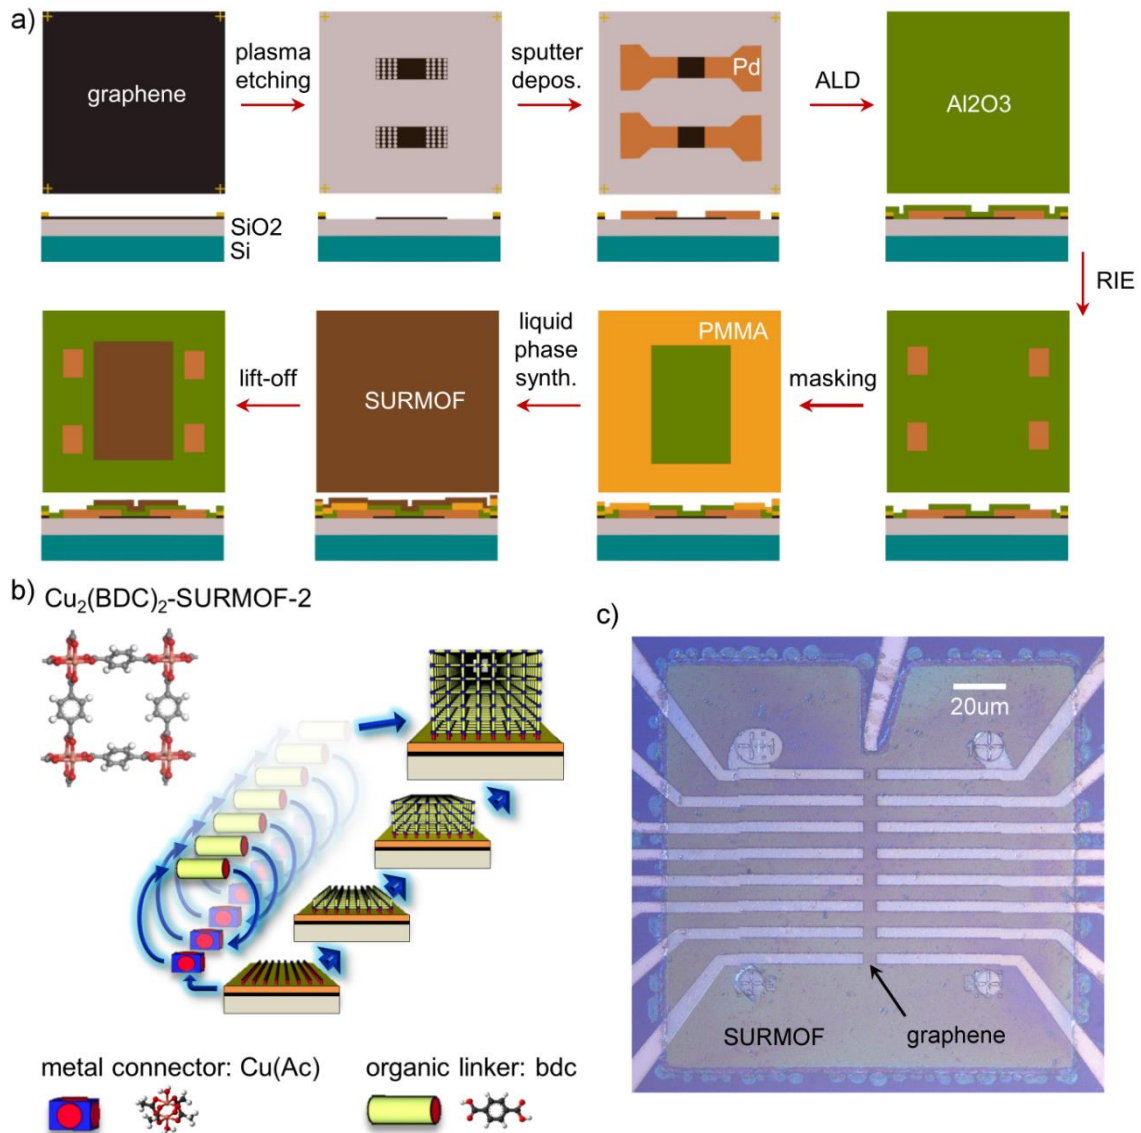 a)
graphene
plasma
etching
sputter
depos.
Pd
ALD
Al2O3
SiO2
Si
RIE
lift-off
SURMOF
liquid
phase
synth.
PMMA
masking
b)
Cu₂(BDC)₂-SURMOF-2
metal connector: Cu(Ac)
organic linker: bdc
c)
20um
SURMOF
graphene